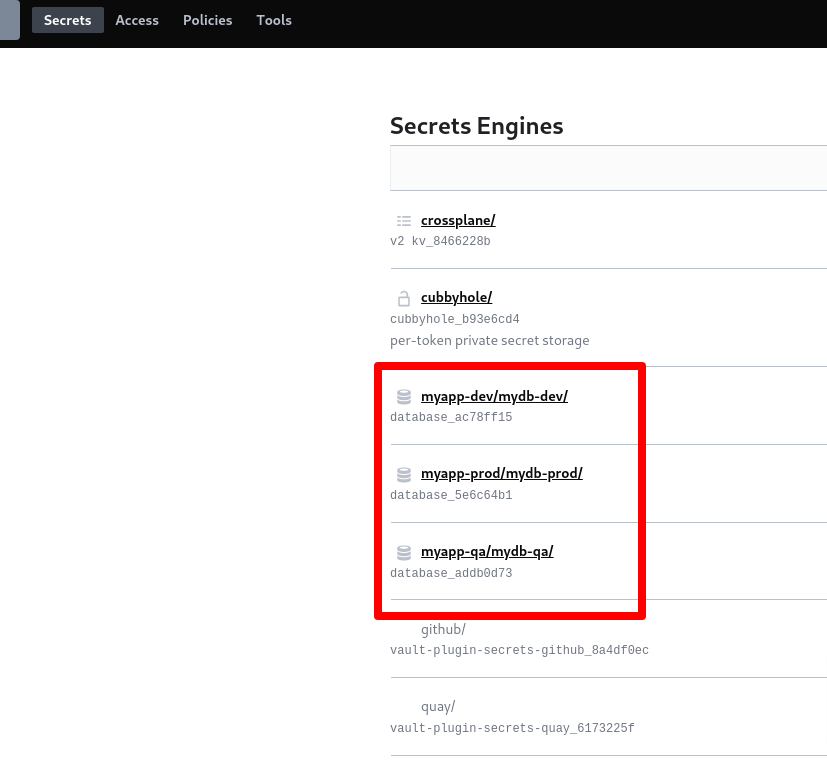 Secrets Access Policies Tools
Secrets Engines
crossplane/
v2 kv_8466228b
cubbyhole/
cubbyhole_b93e6cd4
per-token private secret storage
myapp-dev/mydb-dev/
database_ac78ff15
myapp-prod/mydb-prod/
database_5e6c64b1
myapp-qa/mydb-qa/
database_addb0d73
github/
vault-plugin-secrets-github_8a4df0ec
quay/
vault-plugin-secrets-quay_6173225f